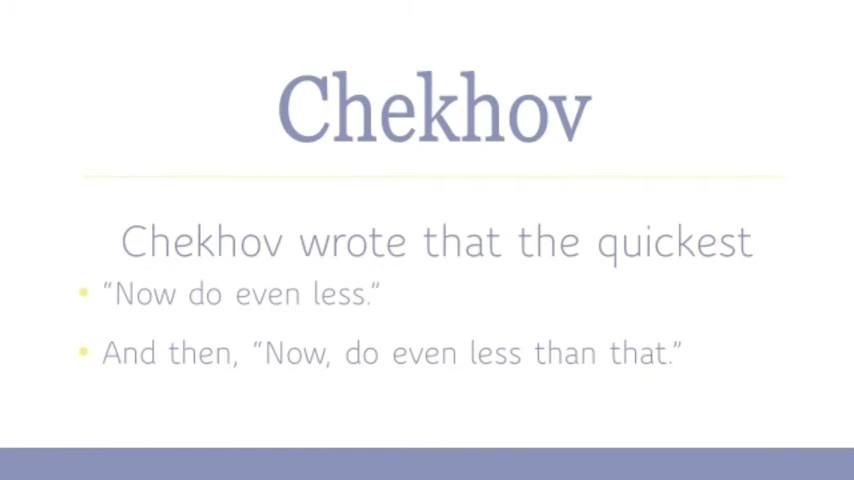 Chekhov
Chekhov wrote that the quickest
• "Now do even less."
• And then, "Now, do even less than that."